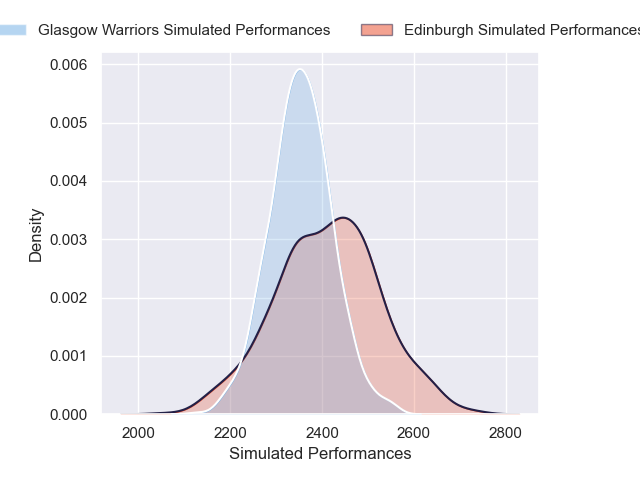 Glasgow Warriors Simulated Performances Edinburgh Simulated Performances
0.006
0.005
0.004
0.003
0.002
0.001
0.000
Density
2000 2200 2400 2600 2800
Simulated Performances